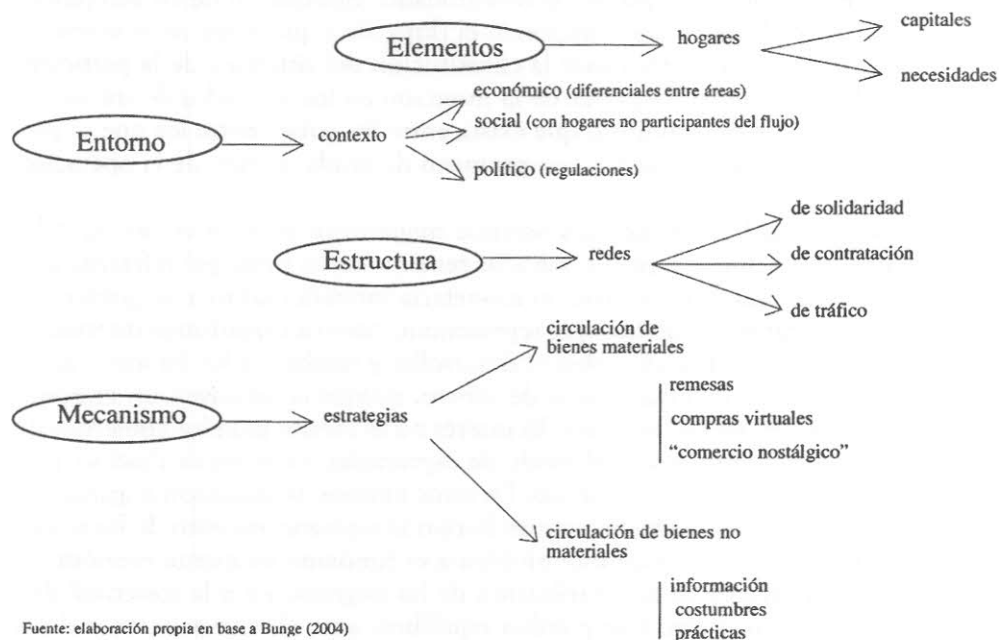 Elementos
hogares
capitales
necesidades
Entorno
contexto
económico (diferenciales entre áreas)
social (con hogares no participantes del flujo)
político (regulaciones)
Estructura
redes
de solidaridad
de contratación
de tráfico
Mecanismo
estrategias
circulación de
bienes materiales
remesas
compras virtuales
“comercio nostálgico”
circulación de bienes no
materiales
información
costumbres
prácticas
Fuente: elaboración propia en base a Bunge (2004)